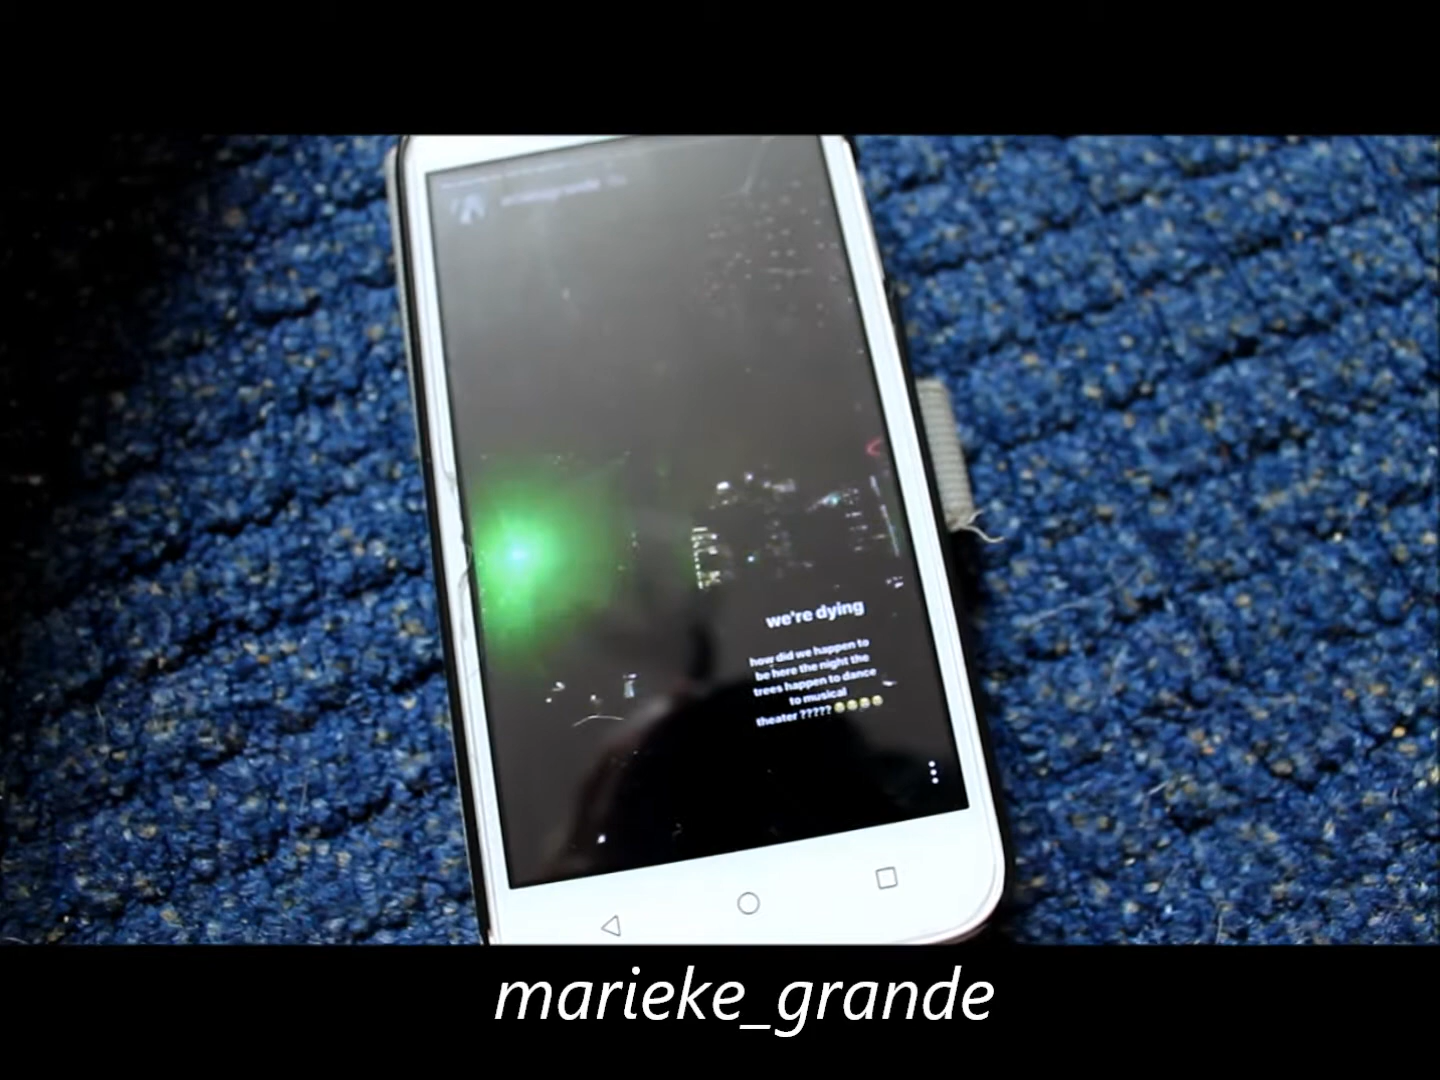 we're dying
how did we happen to
be here the night the
trees happen to dance
to musical
theater ????? 😭😭😭😭
marieke_grande